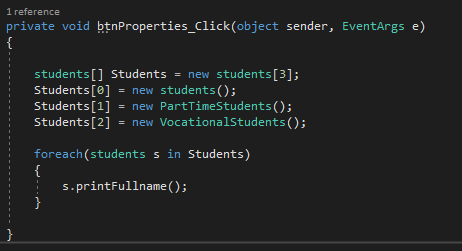 1 reference
private void btnProperties_Click(object sender, EventArgs e)
{
students[] Students = new students[3];
Students[0] = new students();
Students[1] = new PartTimeStudents();
Students[2] = new VocationalStudents();
foreach(students s in Students)
{
s.printFullname();
}
}